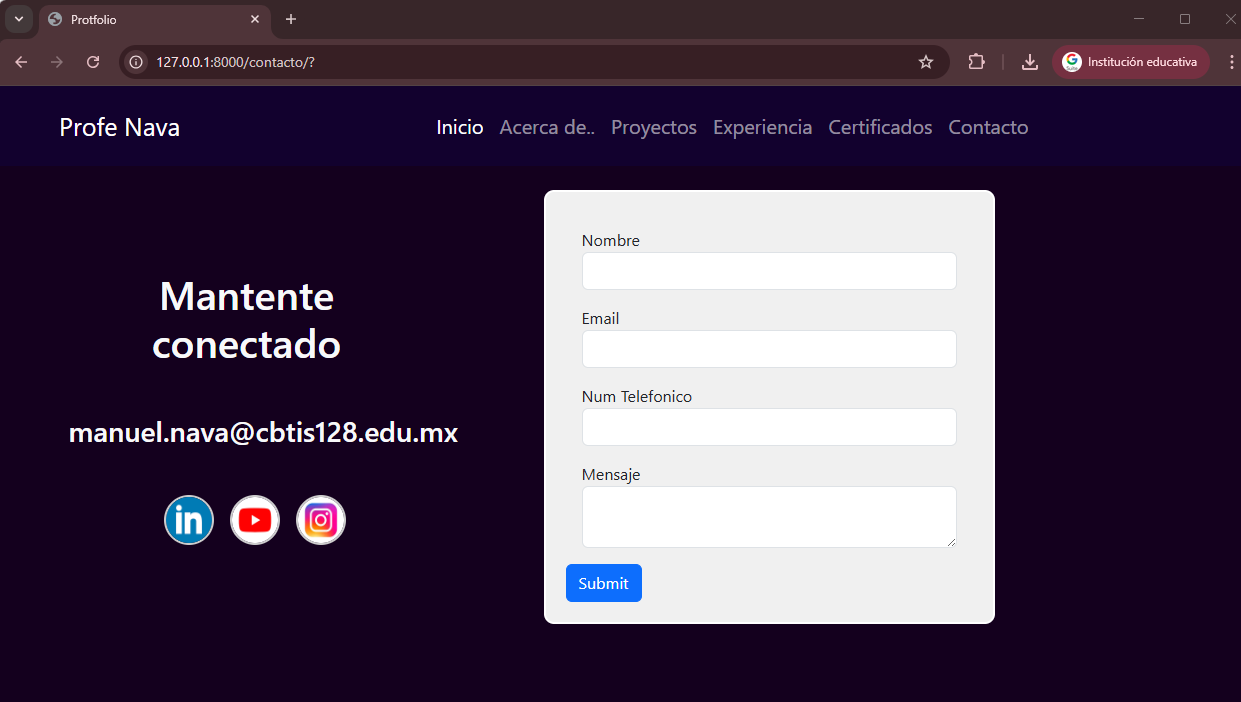 Protfolio
127.0.0.1:8000/contacto/?
Institución educativa
Profe Nava
Inicio
Acerca de..
Proyectos
Experiencia
Certificados
Contacto
Mantente
conectado
manuel.nava@cbtis128.edu.mx
in
Nombre
Email
Num Telefonico
Mensaje
Submit